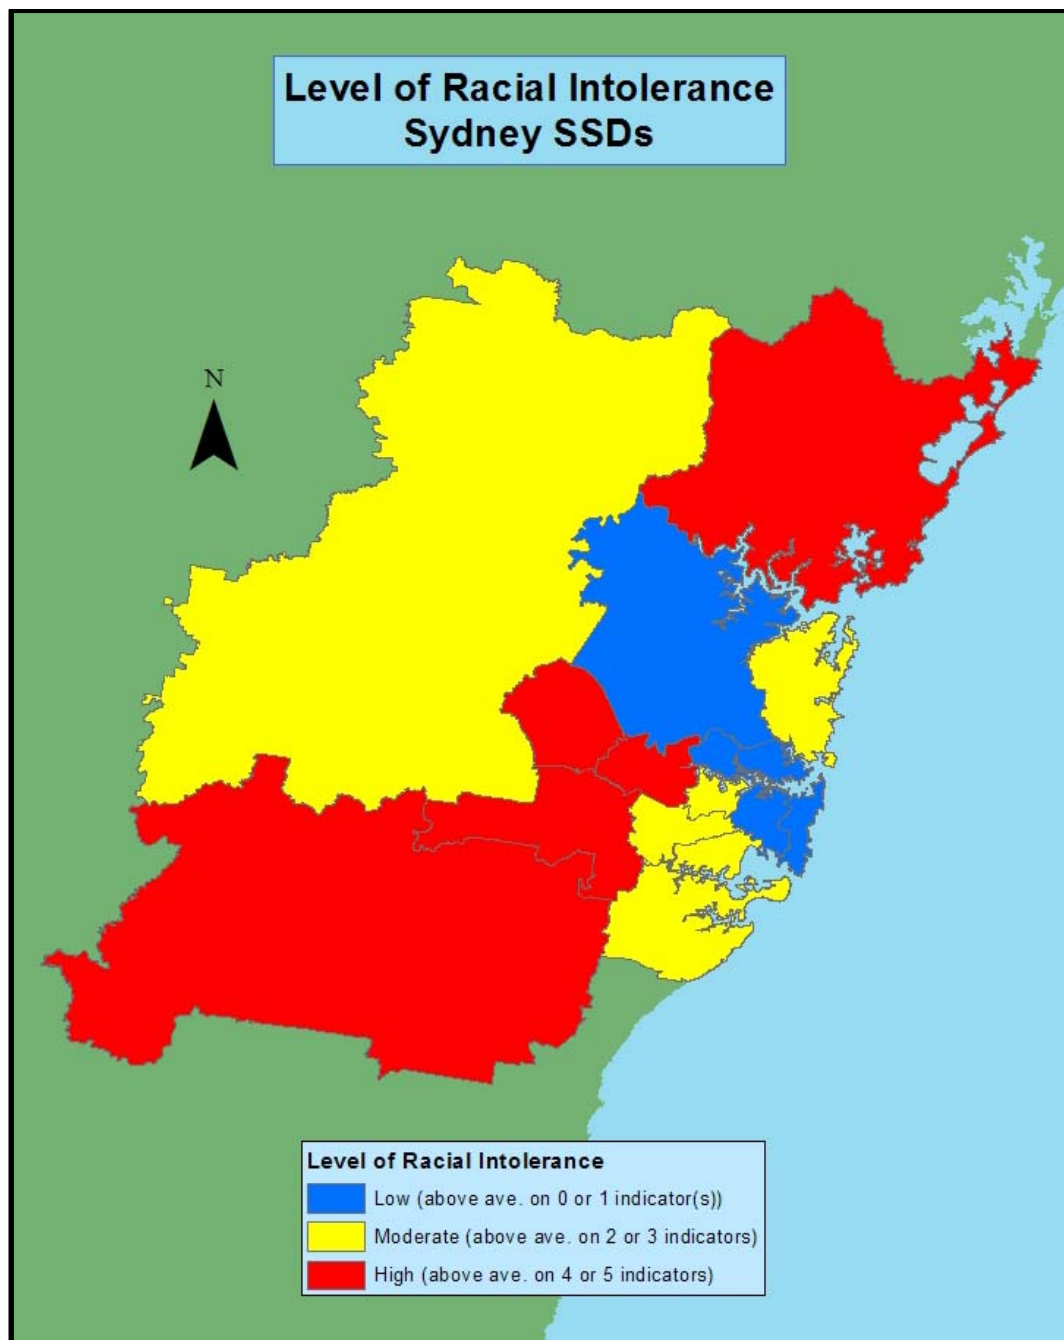 Level of Racial Intolerance
Sydney SSDs
N
Level of Racial Intolerance
Low (above ave. on 0 or 1 indicator(s))
Moderate (above ave. on 2 or 3 indicators)
High (above ave. on 4 or 5 indicators)